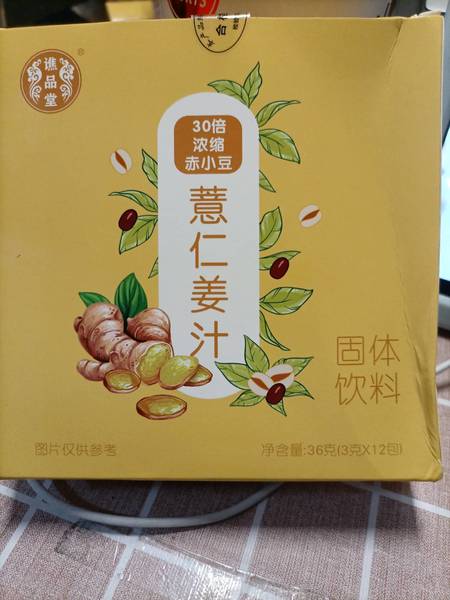 谯品堂
®
30倍
浓缩
赤小豆
薏仁姜汁
固体
饮料
图片仅供参考
净含量:36克(3克X12包)